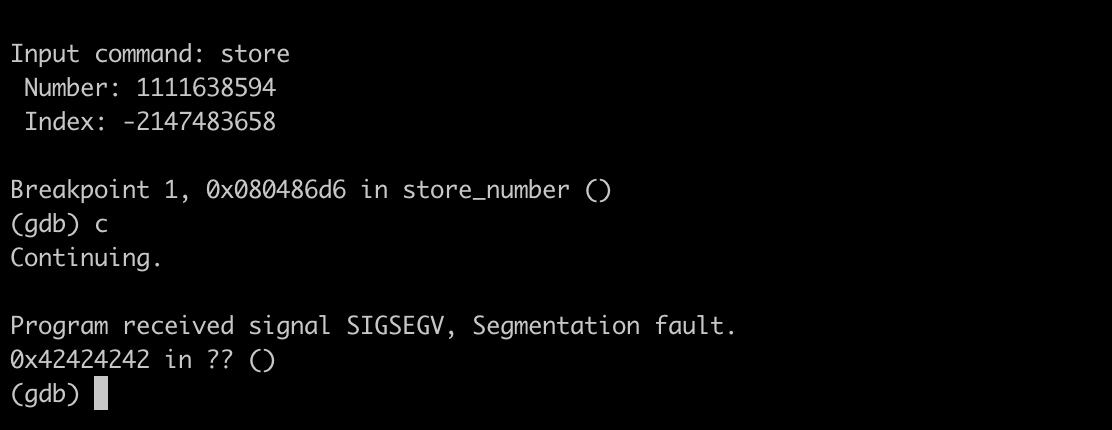 Input command: store
Number: 1111638594
Index: -2147483658
Breakpoint 1, 0x080486d6 in store_number ()
(gdb) c
Continuing.
Program received signal SIGSEGV, Segmentation fault.
0x42424242 in ?? ()
(gdb)